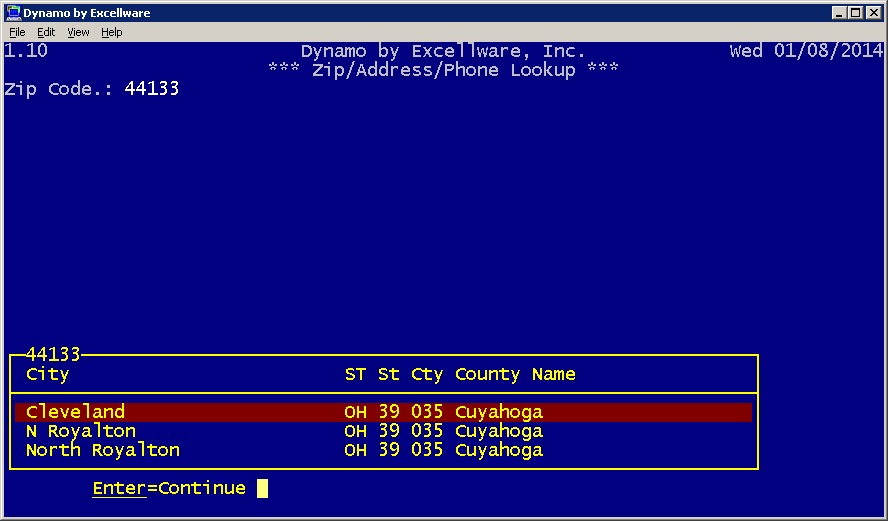 Dynamo by Excellware
File Edit View Help
1.10 Dynamo by Excellware, Inc. Wed 01/08/2014
*** Zip/Address/Phone Lookup ***
Zip Code.: 44133
44133
City ST St Cty County Name
Cleveland OH 39 035 Cuyahoga
N Royalton OH 39 035 Cuyahoga
North Royalton OH 39 035 Cuyahoga
Enter=Continue